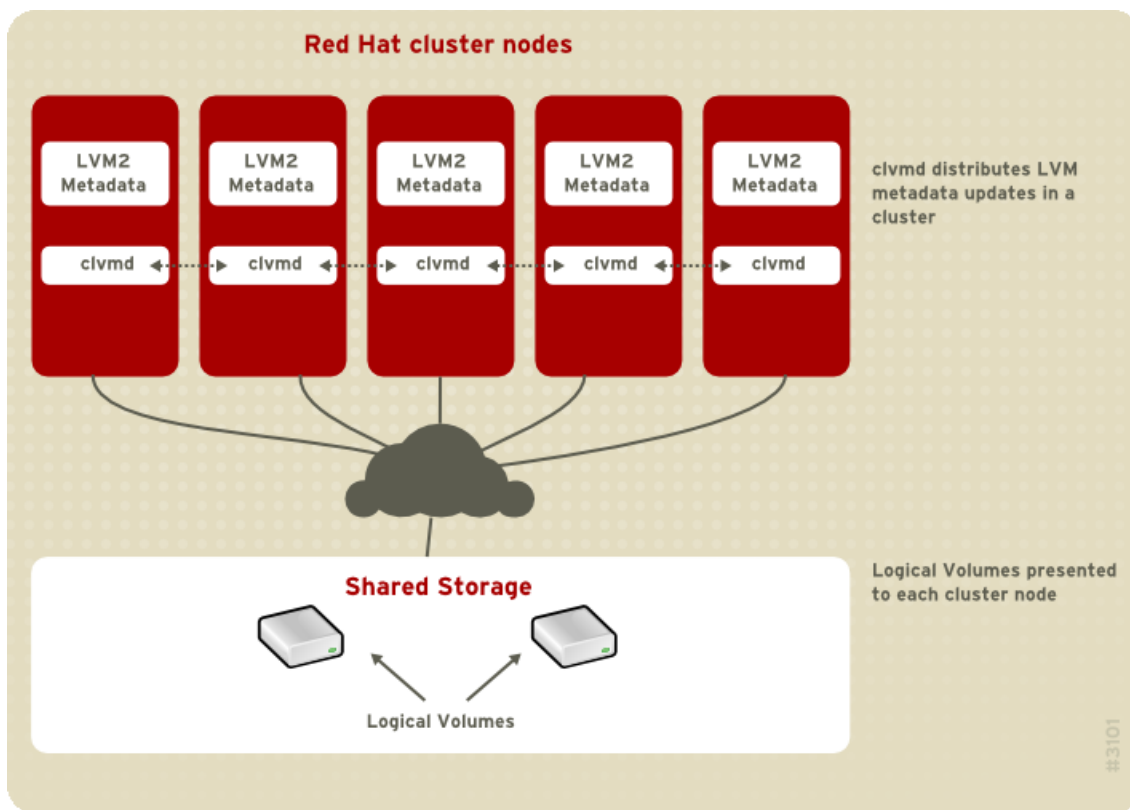 Red Hat cluster nodes
LVM2
Metadata
LVM2
Metadata
LVM2
Metadata
LVM2
Metadata
LVM2
Metadata
clvmd distributes LVM
metadata updates in a
cluster
clvmd
clvmd
clvmd
clvmd
clvmd
Shared Storage
Logical Volumes presented
to each cluster node
Logical Volumes
#3101